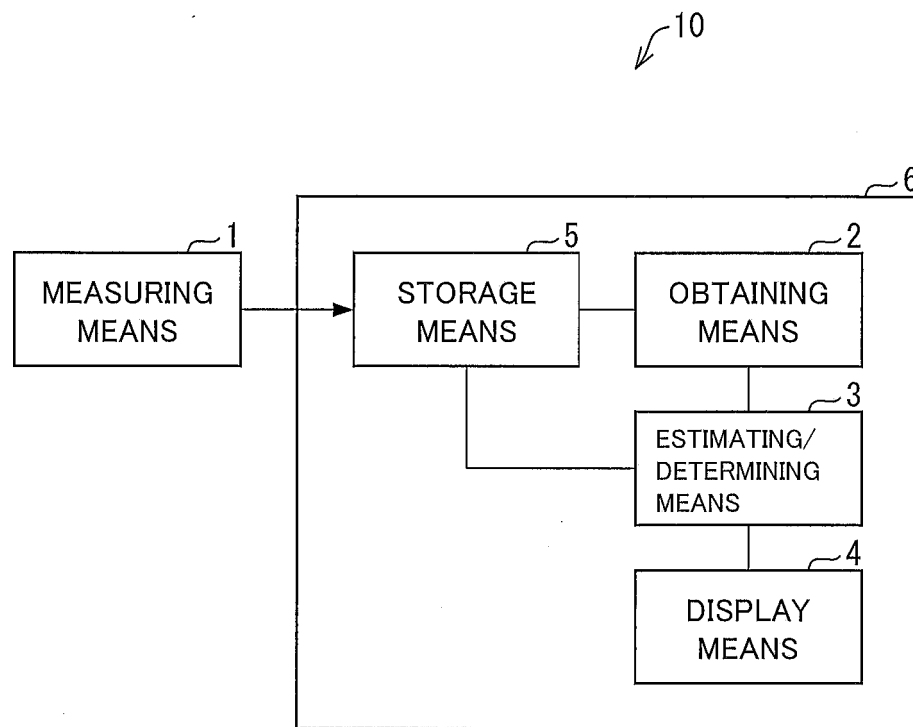 10
6
1
MEASURING
MEANS
5
STORAGE
MEANS
2
OBTAINING
MEANS
3
ESTIMATING/
DETERMINING
MEANS
4
DISPLAY
MEANS